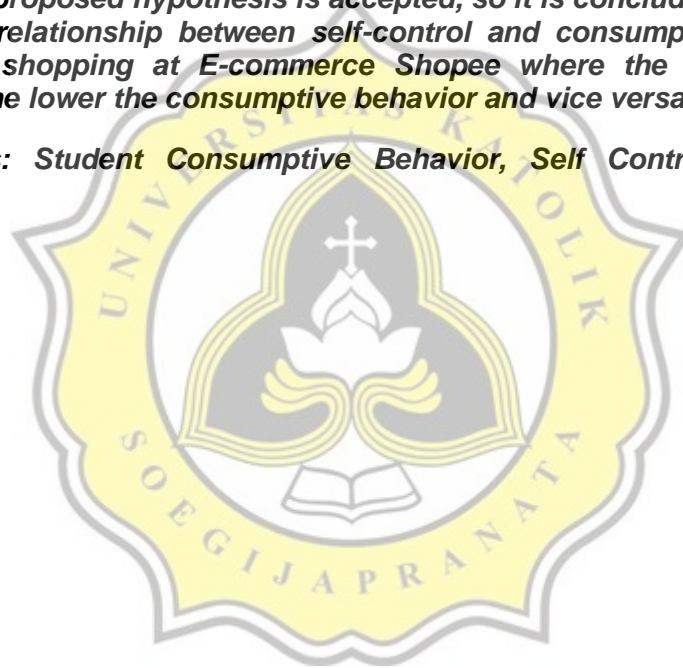 proposed hypothesis is accepted, so it is conclud
relationship between self-control and consump
shopping at E-commerce Shopee where the
e lower the consumptive behavior and vice versa
: Student Consumptive Behavior, Self Contr
UNIVERSITAS KATOLIK
SOEGIJAPRANATA